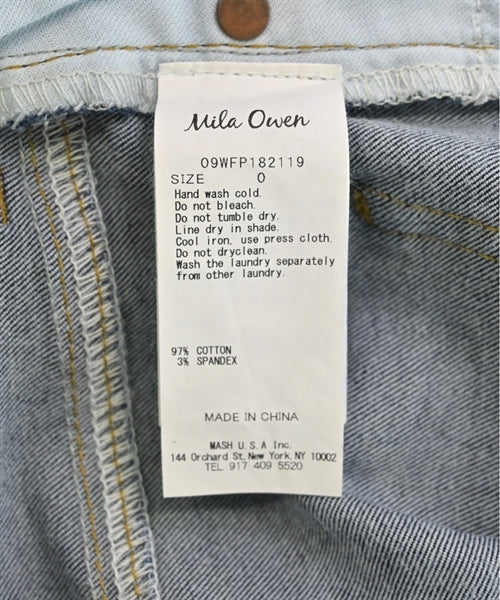 Mila Owen
09WFP182119
SIZE 0
Hand wash cold.
Do not bleach.
Do not tumble dry.
Line dry in shade.
Cool iron, use press cloth.
Do not dryclean.
Wash the laundry separately
from other laundry.
97% COTTON
3% SPANDEX
MADE IN CHINA
MASH U.S.A Inc.
144 Orchard St, New York, NY 10002
TEL 917 409 5520